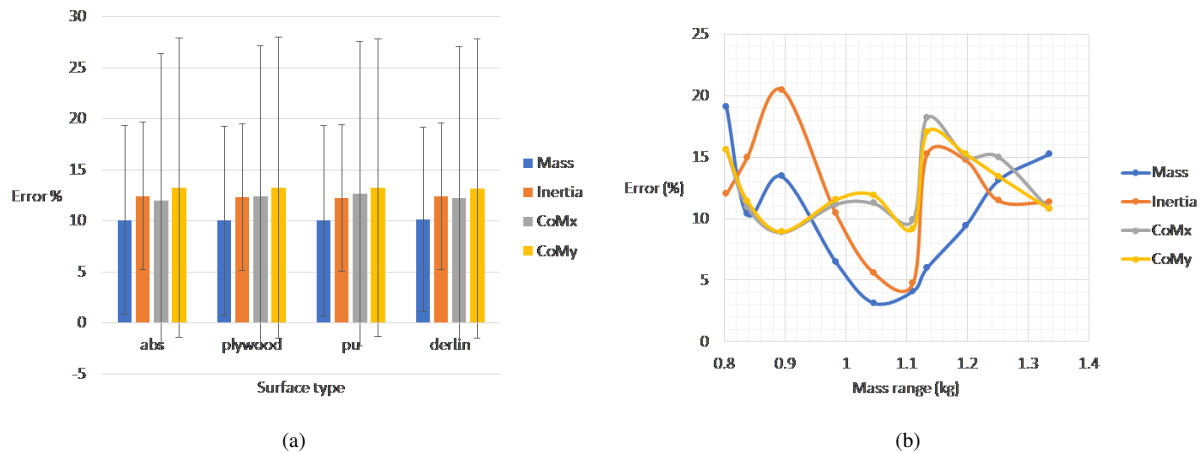 30
25
20
15
10
5
0
-5
Error %
abs
plywood
pu
derlin
Surface type
Mass
Inertia
CoMx
CoMy
(a)
25
20
15
10
5
0
Error (%)
0.8 0.9 1 1.1 1.2 1.3 1.4
Mass range (kg)
Mass
Inertia
CoMx
CoMy
(b)